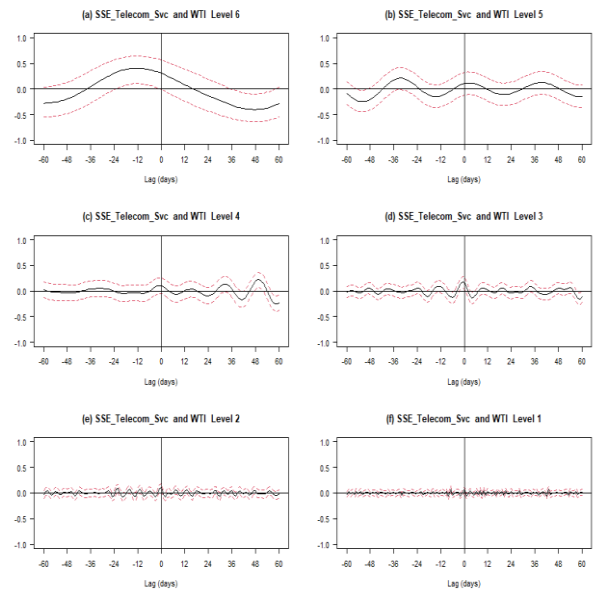 (a) SSE_Telecom_Svc and WTI Level 6
1.0
0.5
0.0
-0.5
-1.0
-60 -48 -36 -24 -12 0 12 24 36 48 60
Lag (days)
(b) SSE_Telecom_Svc and WTI Level 5
1.0
0.5
0.0
-0.5
-1.0
-60 -48 -36 -24 -12 0 12 24 36 48 60
Lag (days)
(c) SSE_Telecom_Svc and WTI Level 4
1.0
0.5
0.0
-0.5
-1.0
-60 -48 -36 -24 -12 0 12 24 36 48 60
Lag (days)
(d) SSE_Telecom_Svc and WTI Level 3
1.0
0.5
0.0
-0.5
-1.0
-60 -48 -36 -24 -12 0 12 24 36 48 60
Lag (days)
(e) SSE_Telecom_Svc and WTI Level 2
1.0
0.5
0.0
-0.5
-1.0
-60 -48 -36 -24 -12 0 12 24 36 48 60
Lag (days)
(f) SSE_Telecom_Svc and WTI Level 1
1.0
0.5
0.0
-0.5
-1.0
-60 -48 -36 -24 -12 0 12 24 36 48 60
Lag (days)